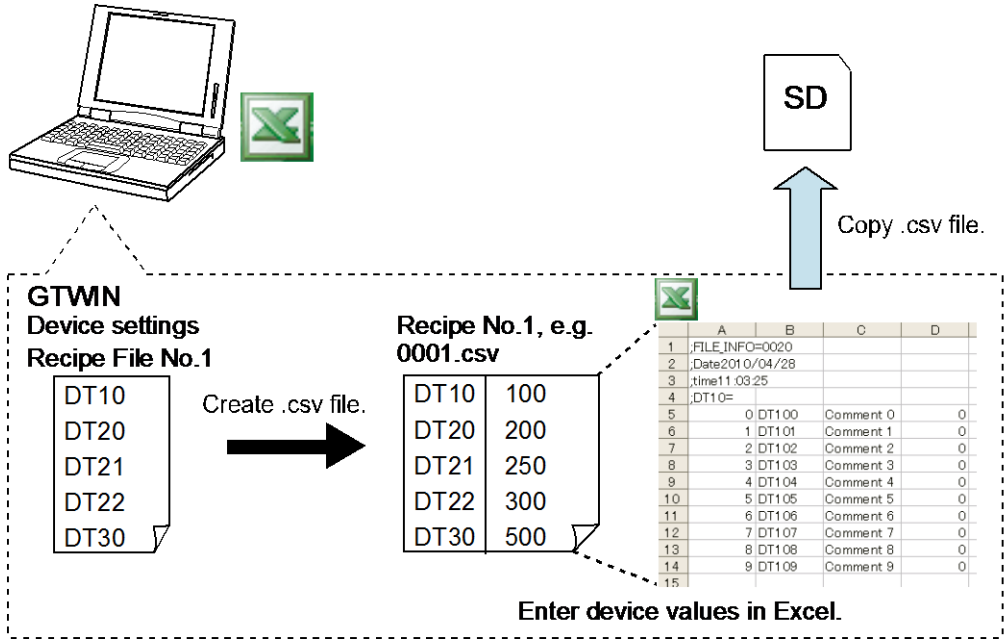 SD
Copy .csv file.
GTWIN
Device settings
Recipe File No.1
DT10
DT20
DT21
DT22
DT30
Create .csv file.
Recipe No.1, e.g.
0001.csv
DT10 100
DT20 200
DT21 250
DT22 300
DT30 500
A B C D
1 ;FILE_INFO=0020
2 ;Date2010/04/28
3 ;time11:03:25
4 ;DT10=
5 0 DT100 Comment 0 0
6 1 DT101 Comment 1 0
7 2 DT102 Comment 2 0
8 3 DT103 Comment 3 0
9 4 DT104 Comment 4 0
10 5 DT105 Comment 5 0
11 6 DT106 Comment 6 0
12 7 DT107 Comment 7 0
13 8 DT108 Comment 8 0
14 9 DT109 Comment 9 0
15
Enter device values in Excel.